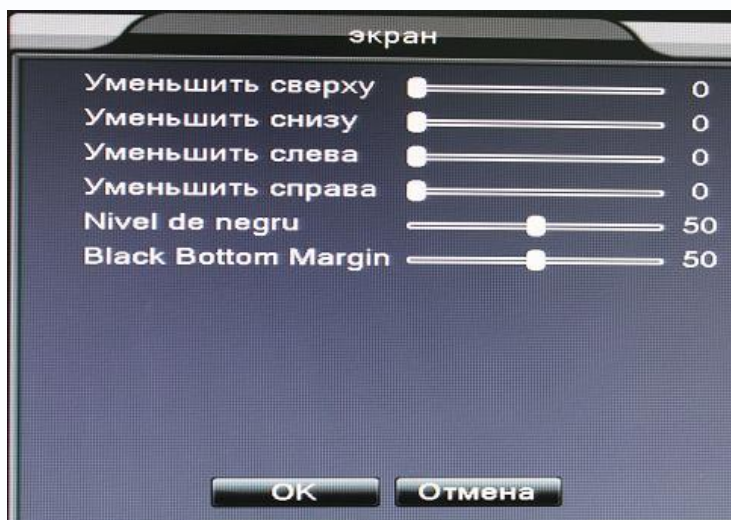 экран
Уменьшить сверху 0
Уменьшить снизу 0
Уменьшить слева 0
Уменьшить справа 0
Nivel de negru 50
Black Bottom Margin 50
OK Отмена